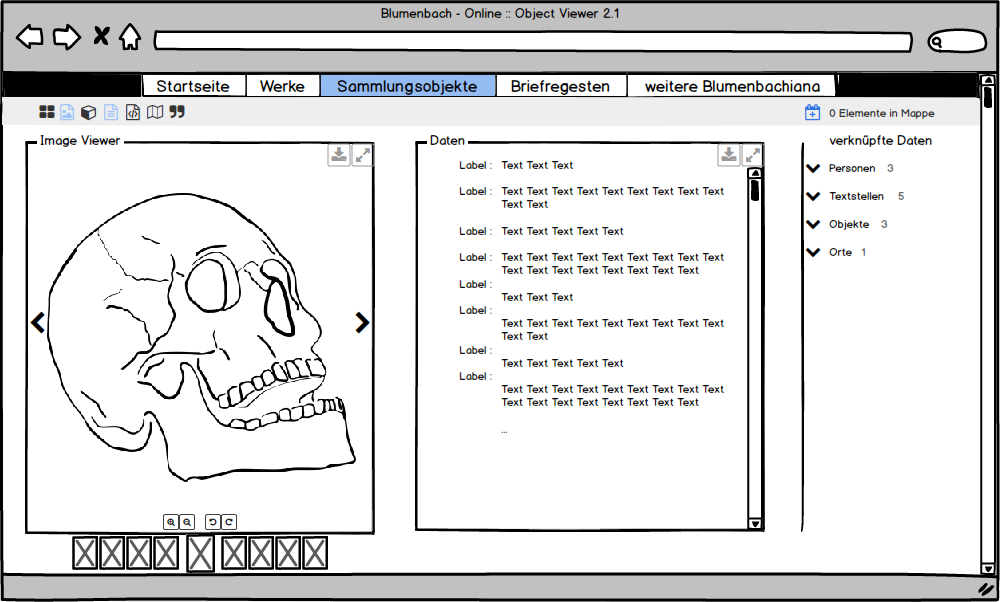 Blumenbach - Online :: Object Viewer 2.1
Startseite
Werke
Sammlungsobjekte
Briefregesten
weitere Blumenbachiana
0 Elemente in Mappe
Image Viewer
Daten
Label : Text Text Text
Label : Text Text Text Text Text Text Text Text Text
Text Text
Label : Text Text Text Text Text
Label : Text Text Text Text Text Text Text Text Text
Text Text Text Text Text Text Text Text
Label :
Text Text Text
Label :
Text Text Text Text Text Text Text Text Text
Text Text
Label :
Text Text Text Text Text
Label :
Text Text Text Text Text Text Text Text Text
Text Text Text Text Text Text Text Text
...
verknüpfte Daten
Personen 3
Textstellen 5
Objekte 3
Orte 1